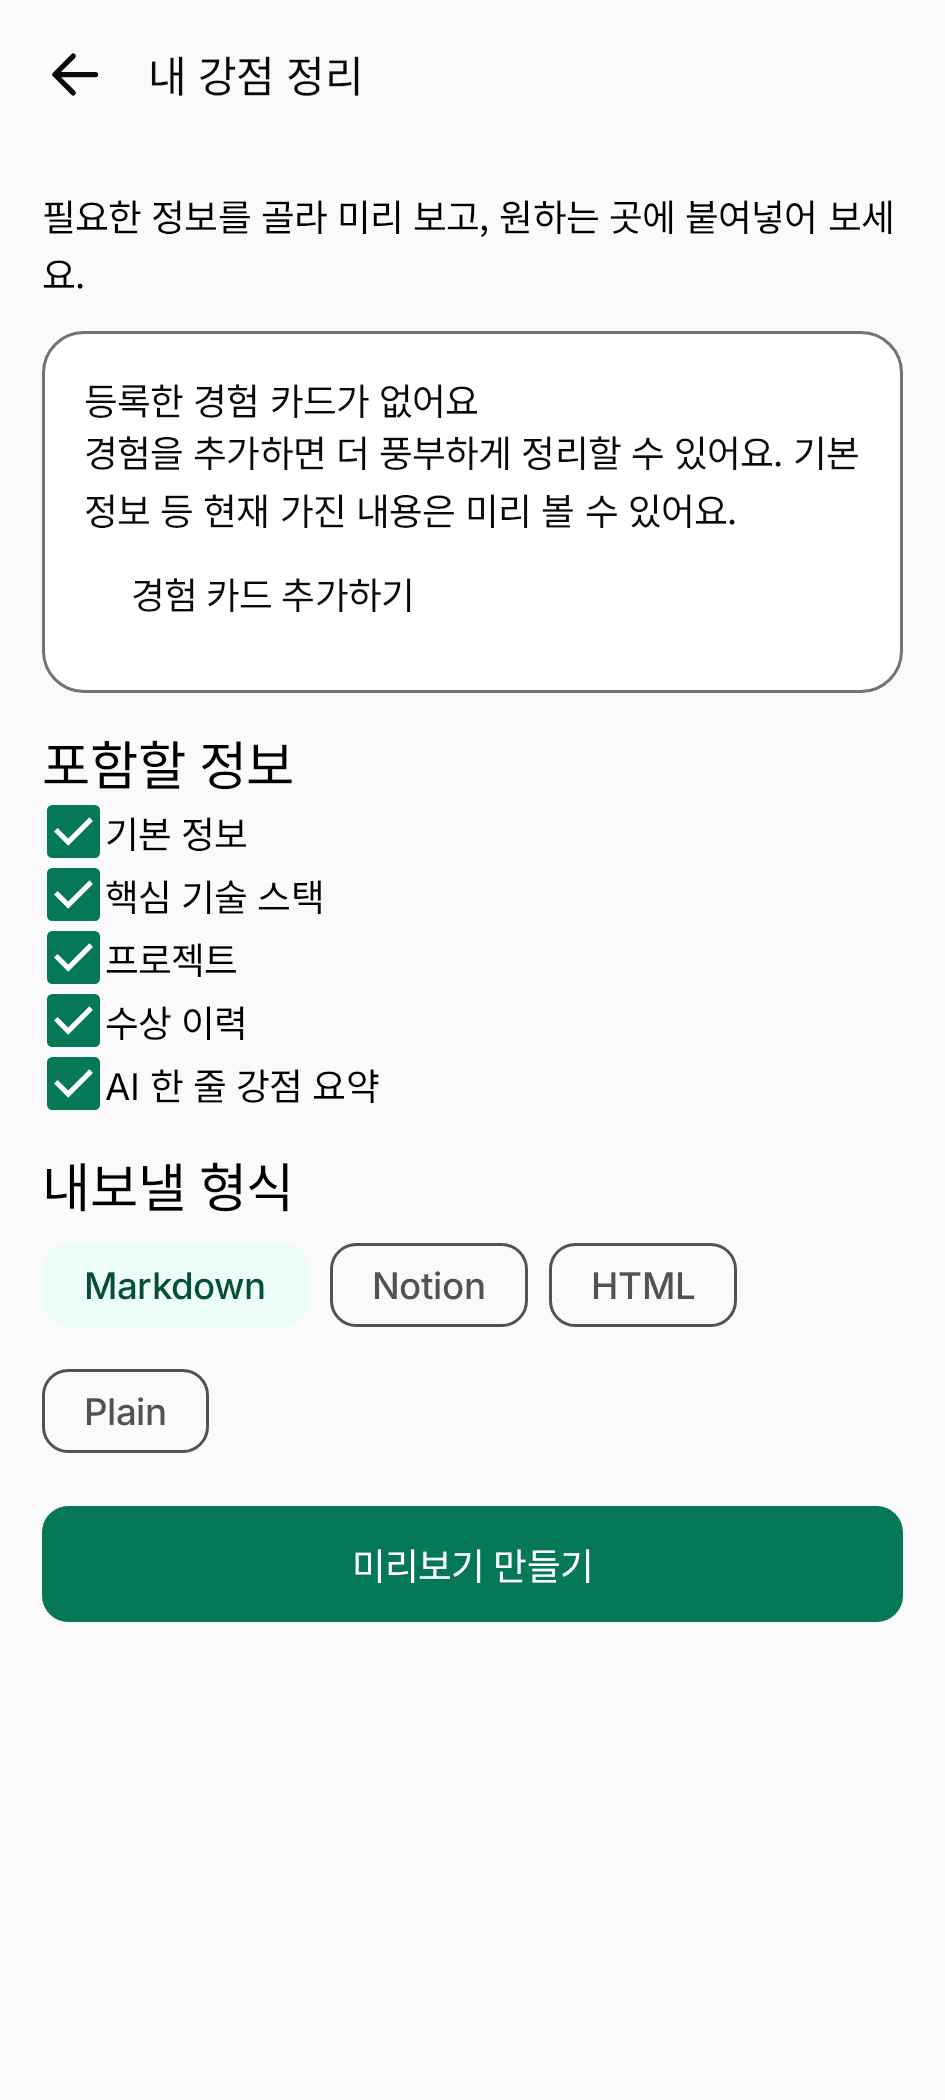 내 강점 정리
필요한 정보를 골라 미리 보고, 원하는 곳에 붙여넣어 보세
요.
등록한 경험 카드가 없어요
경험을 추가하면 더 풍부하게 정리할 수 있어요. 기본
정보 등 현재 가진 내용은 미리 볼 수 있어요.
경험 카드 추가하기
포함할 정보
기본 정보
핵심 기술 스택
프로젝트
수상 이력
AI 한 줄 강점 요약
내보낼 형식
Markdown Notion HTML
Plain
미리보기 만들기